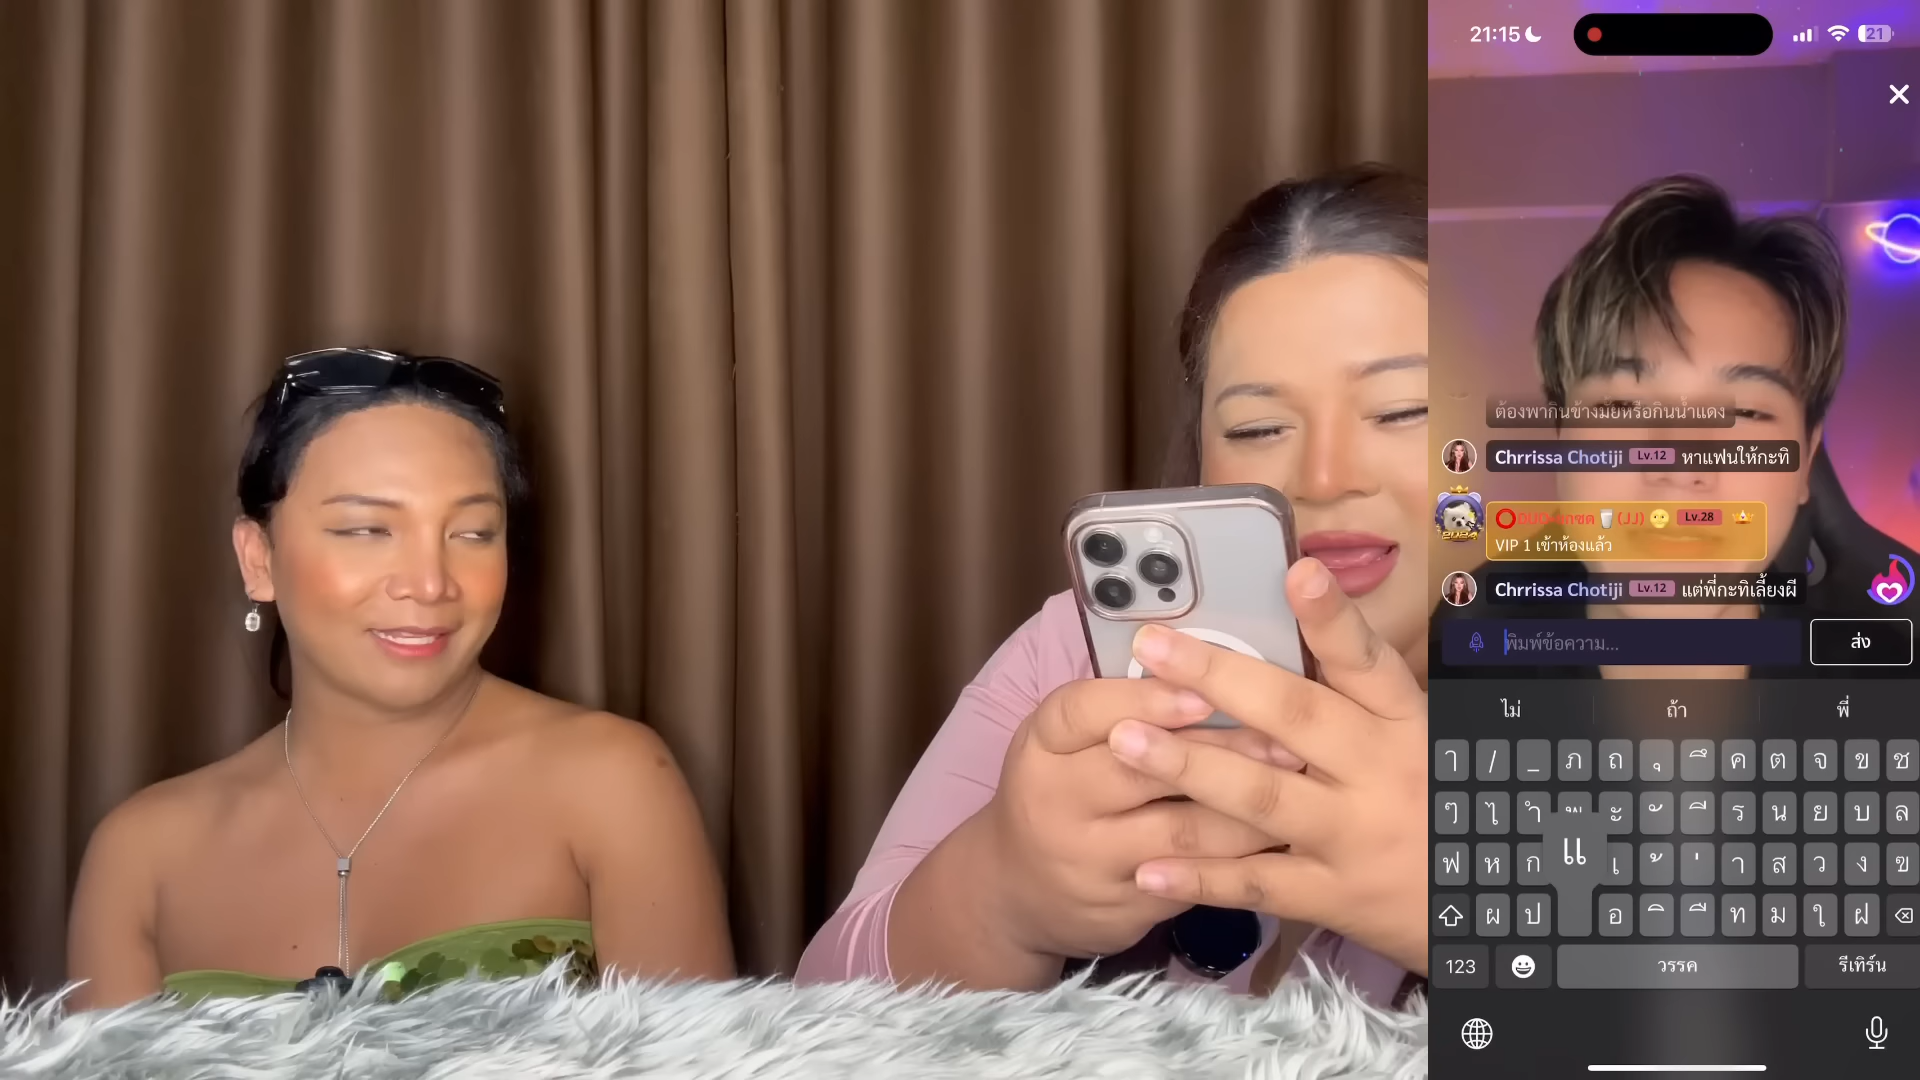 21:15
21
ต้องพากินข้างมั้ยหรือกินน้ำแดง
Chrrissa Chotiji Lv.12 หาแฟนให้กะทิ
(JJ) Lv.28
VIP 1 เข้าห้องแล้ว
2024
Chrrissa Chotiji Lv.12 แต่พี่กะทิเลี้ยงผี
พิมพ์ข้อความ...
ส่ง
ไม่ ถ้า พี่
ๅ / _ ภ ถ ุ ึ ค ต จ ข ช
ๆ ไ ำ พ ะ ั ี ร น ย บ ล
ฟ ห ก เ ้ ่ า ส ว ง ฃ
แ
ผ ป อ ิ ื ท ม ใ ฝ
123 วรรค รีเทิร์น